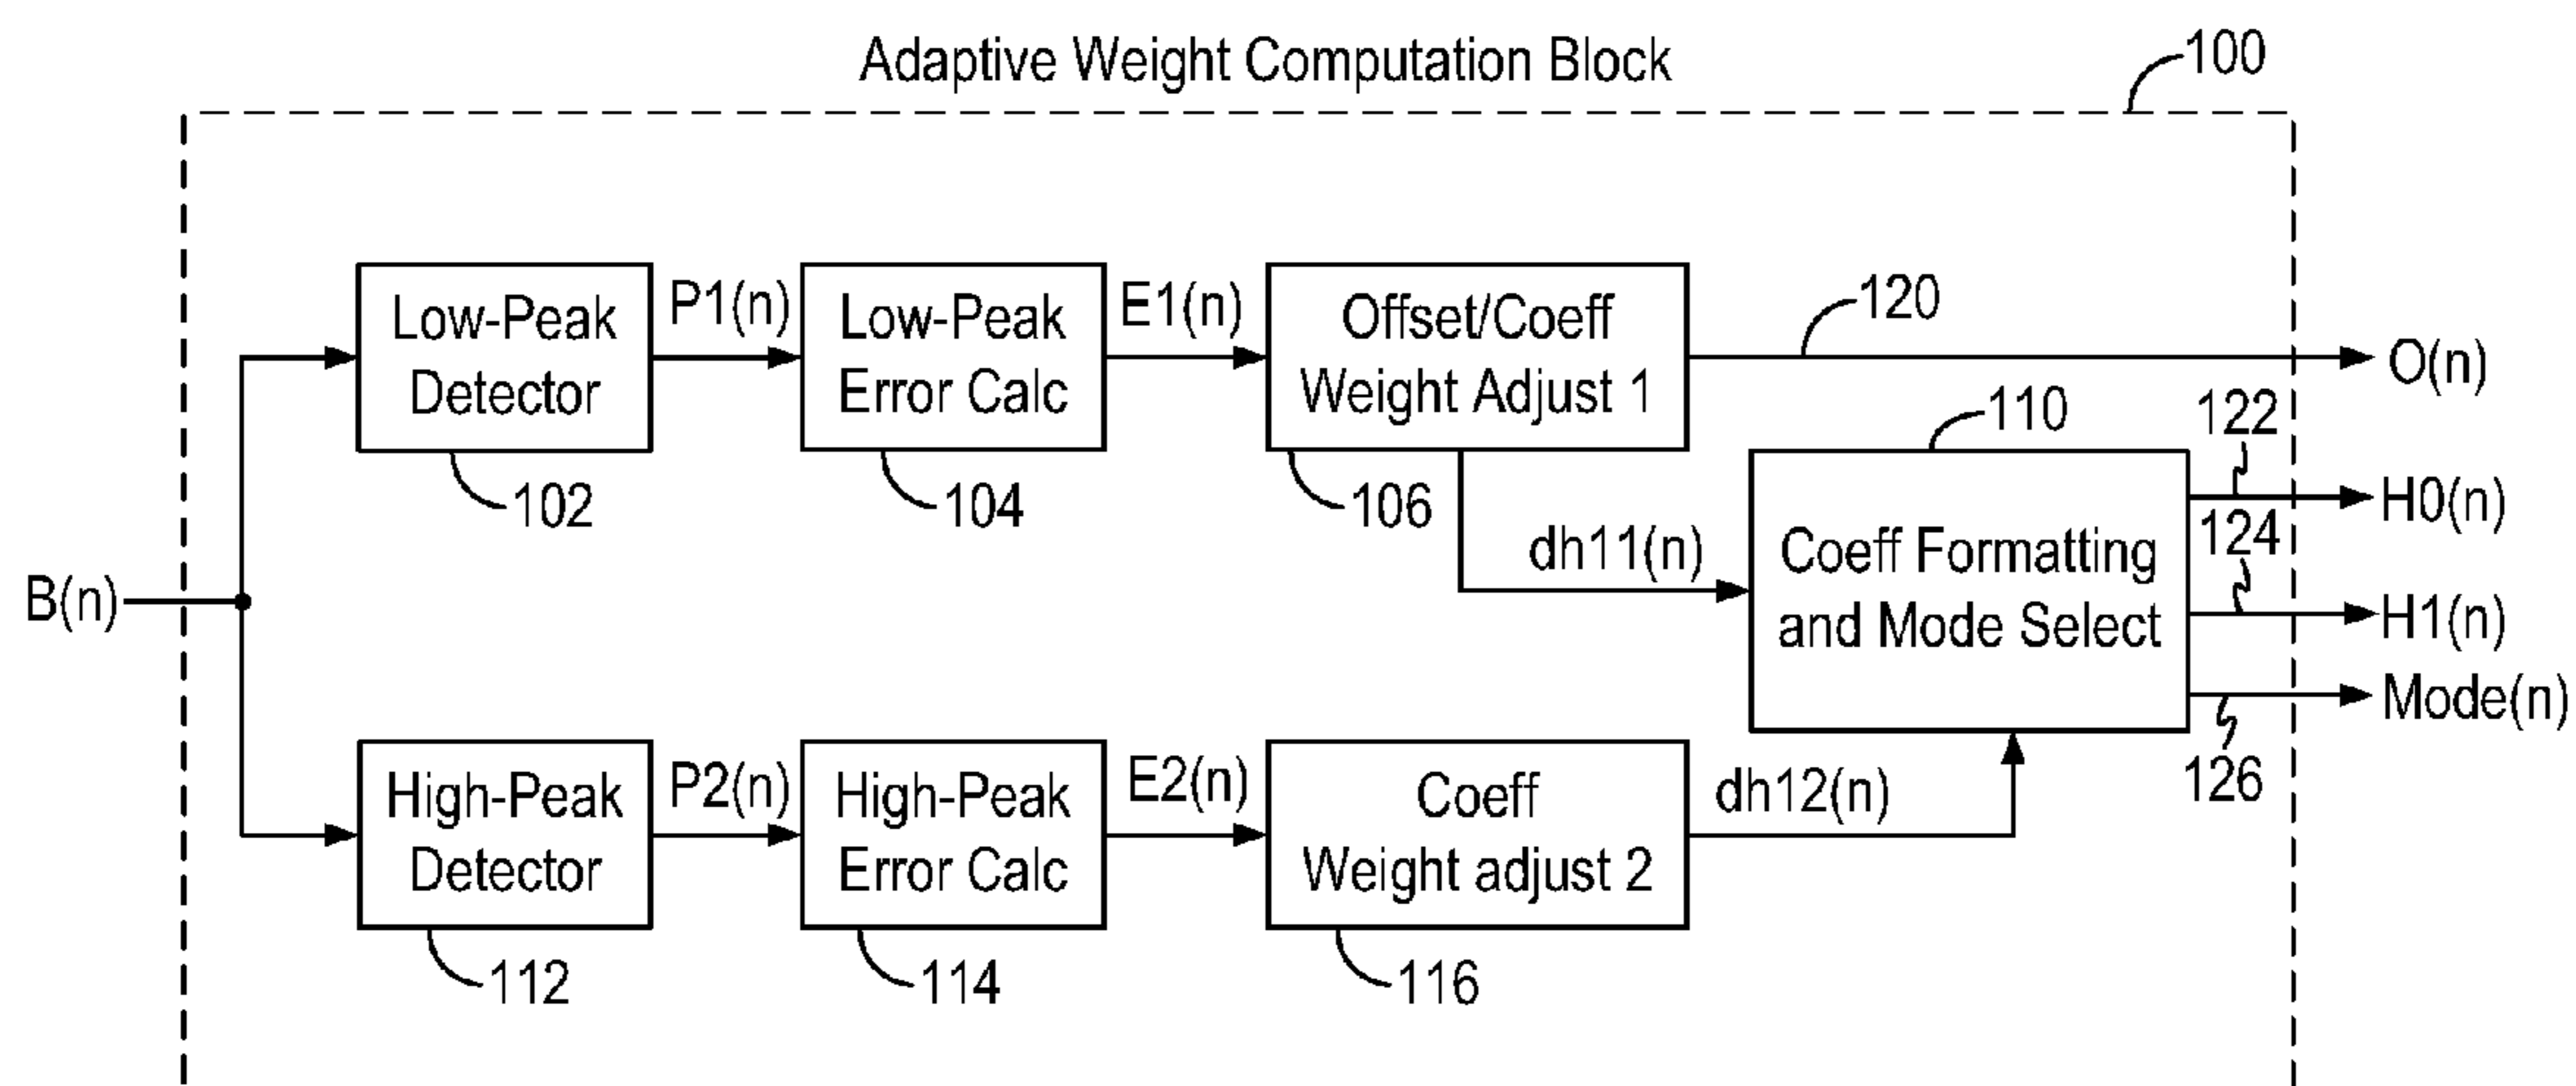 Adaptive Weight Computation Block
100
Low-Peak
Detector
102
P1(n)
Low-Peak
Error Calc
104
E1(n)
Offset/Coeff
Weight Adjust 1
106
120
O(n)
dh11(n)
110
Coeff Formatting
and Mode Select
122
H0(n)
124
H1(n)
Mode(n)
126
B(n)
High-Peak
Detector
112
P2(n)
High-Peak
Error Calc
114
E2(n)
Coeff
Weight adjust 2
116
dh12(n)